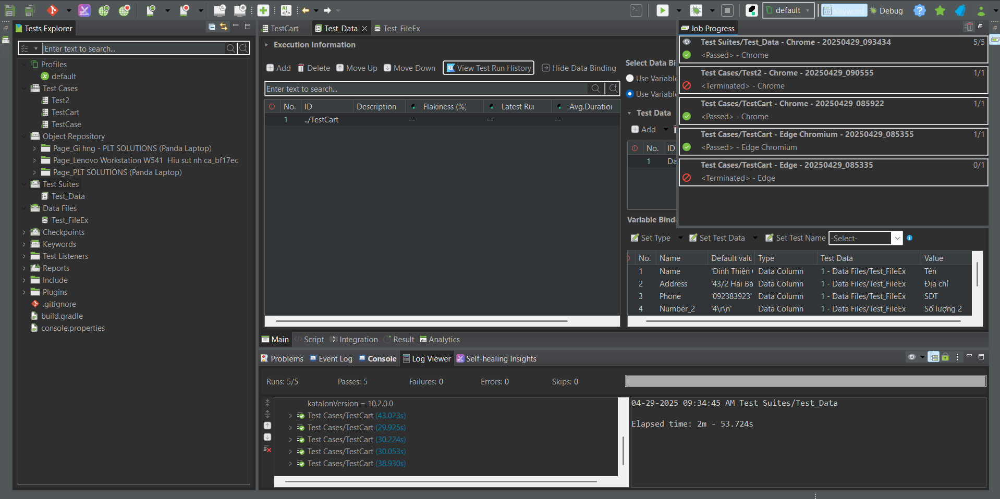 default
Keyword
Debug
Tests Explorer
Enter text to search...
Profiles
default
Test Cases
Test2
TestCart
TestCase
Object Repository
Page_Gi hng - PLT SOLUTIONS (Panda Laptop)
Page_Lenovo Workstation W541  Hiu sut nh ca_bf17ec
Page_PLT SOLUTIONS (Panda Laptop)
Test Suites
Test_Data
Data Files
Test_FileEx
Checkpoints
Keywords
Test Listeners
Reports
Include
Plugins
.gitignore
build.gradle
console.properties
TestCart
Test_Data
Test_FileEx
Execution Information
Add
Delete
Move Up
Move Down
View Test Run History
Hide Data Binding
Enter text to search...
No. ID Description Flakiness (%) Latest Run Avg.Duration
1 ../TestCart -- -- --
Select Data Bi
Use Variable
Use Variable
Test Data
Add
No. ID
1 Da
Job Progress
Test Suites/Test_Data - Chrome - 20250429_093434 5/5
<Passed> - Chrome
Test Cases/Test2 - Chrome - 20250429_090555 1/1
<Terminated> - Chrome
Test Cases/TestCart - Chrome - 20250429_085922 1/1
<Passed> - Chrome
Test Cases/TestCart - Edge Chromium - 20250429_085355 1/1
<Passed> - Edge Chromium
Test Cases/TestCart - Edge - 20250429_085335 0/1
<Terminated> - Edge
Variable Bindi
Set Type
Set Test Data
Set Test Name
-Select-
No. Name Default valu Type Test Data Value
1 Name 'Đinh Thiện Data Column 1 - Data Files/Test_FileEx Tên
2 Address '43/2 Hai Bà Data Column 1 - Data Files/Test_FileEx Địa chỉ
3 Phone '092383923' Data Column 1 - Data Files/Test_FileEx SDT
4 Number_2 '4\r\n' Data Column 1 - Data Files/Test_FileEx Số lượng 2
Main
Script
Integration
Result
Analytics
Problems
Event Log
Console
Log Viewer
Self-healing Insights
Runs: 5/5
Passes: 5
Failures: 0
Errors: 0
Skips: 0
katalonVersion = 10.2.0.0
Test Cases/TestCart (43.023s)
Test Cases/TestCart (29.925s)
Test Cases/TestCart (30.224s)
Test Cases/TestCart (30.053s)
Test Cases/TestCart (38.930s)
04-29-2025 09:34:45 AM Test Suites/Test_Data
Elapsed time: 2m - 53.724s